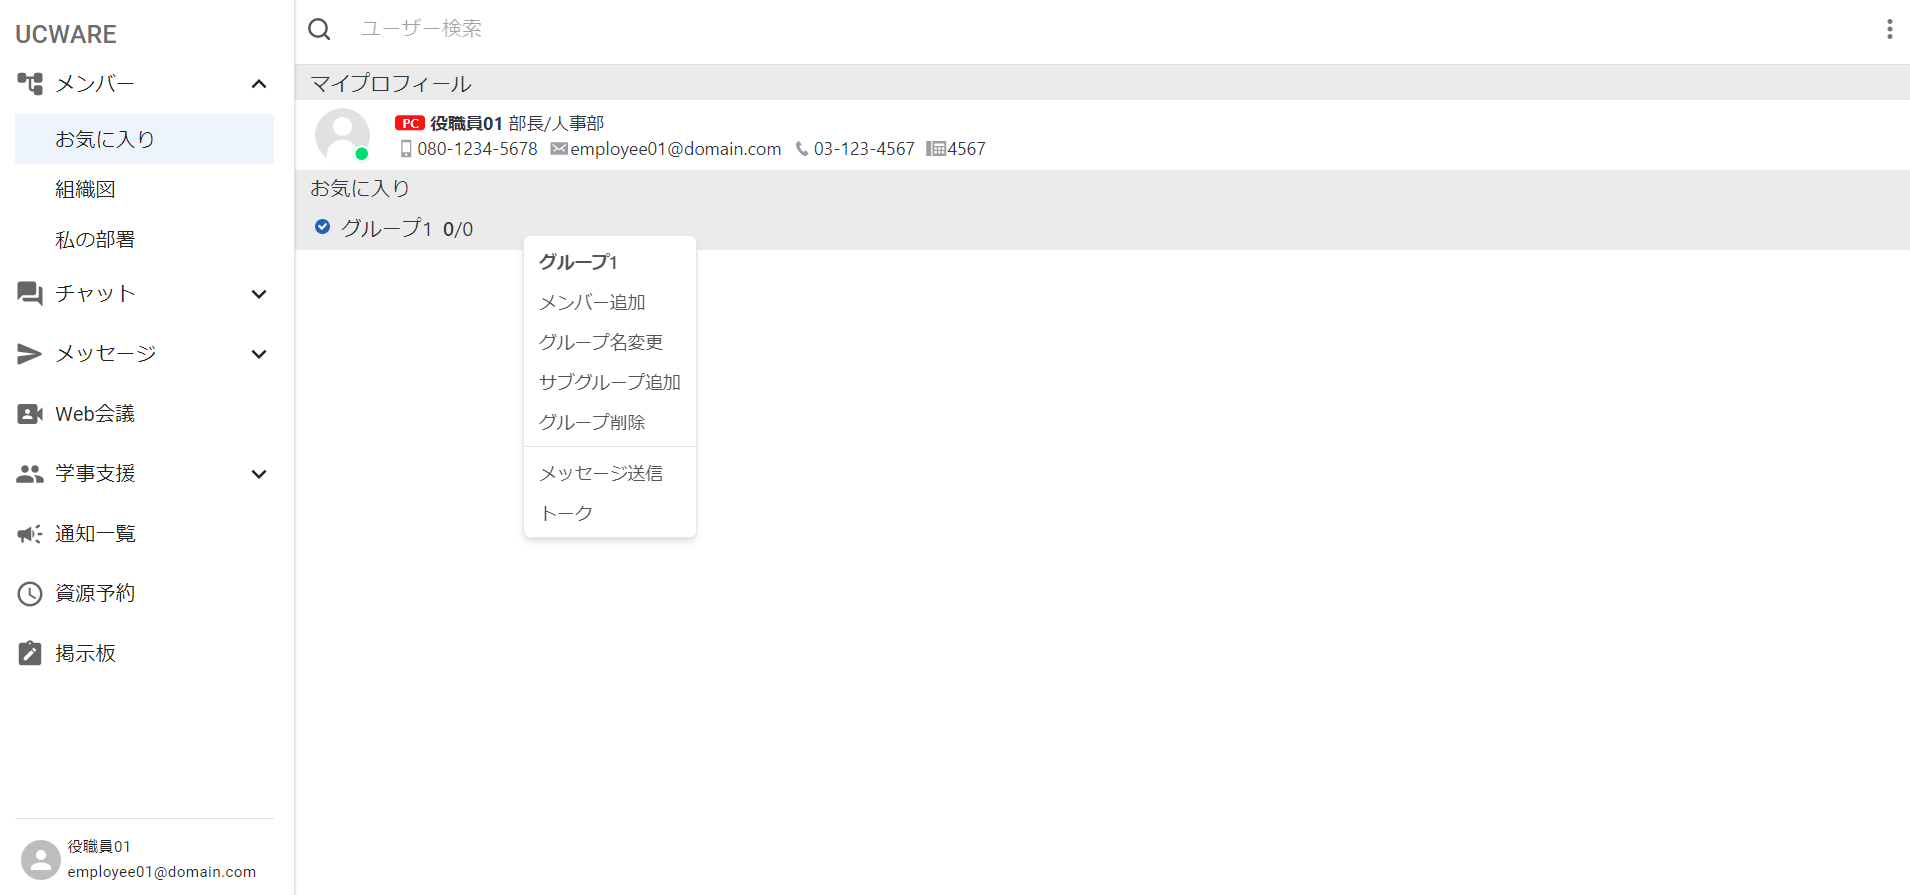 UCWARE
メンバー
お気に入り
組織図
私の部署
チャット
メッセージ
Web会議
学事支援
通知一覧
資源予約
掲示板
役職員01
employee01@domain.com
ユーザー検索
マイプロフィール
PC 役職員01 部長/人事部
080-1234-5678 employee01@domain.com 03-123-4567 4567
お気に入り
グループ1 0/0
グループ1
メンバー追加
グループ名変更
サブグループ追加
グループ削除
メッセージ送信
トーク